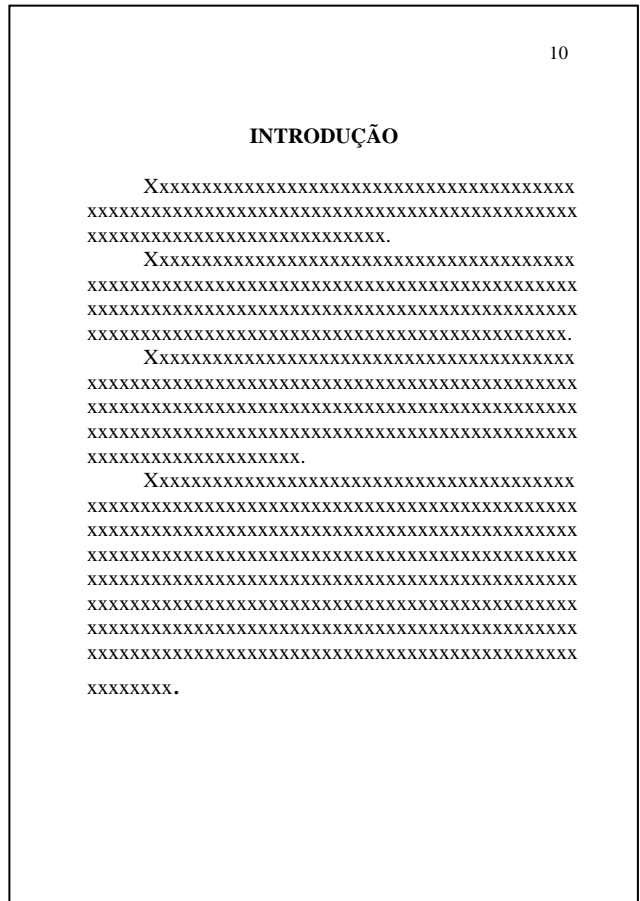 10
INTRODUÇÃO
Xxxxxxxxxxxxxxxxxxxxxxxxxxxxxxxxxxxxxxxx
xxxxxxxxxxxxxxxxxxxxxxxxxxxxxxxxxxxxxxxxxxxxxx
xxxxxxxxxxxxxxxxxxxxxxxxxxxx.
Xxxxxxxxxxxxxxxxxxxxxxxxxxxxxxxxxxxxxxxx
xxxxxxxxxxxxxxxxxxxxxxxxxxxxxxxxxxxxxxxxxxxxxx
xxxxxxxxxxxxxxxxxxxxxxxxxxxxxxxxxxxxxxxxxxxxxx
xxxxxxxxxxxxxxxxxxxxxxxxxxxxxxxxxxxxxxxxxxxxx.
Xxxxxxxxxxxxxxxxxxxxxxxxxxxxxxxxxxxxxxxx
xxxxxxxxxxxxxxxxxxxxxxxxxxxxxxxxxxxxxxxxxxxxxx
xxxxxxxxxxxxxxxxxxxxxxxxxxxxxxxxxxxxxxxxxxxxxx
xxxxxxxxxxxxxxxxxxxxxxxxxxxxxxxxxxxxxxxxxxxxxx
xxxxxxxxxxxxxxxxxxxx.
Xxxxxxxxxxxxxxxxxxxxxxxxxxxxxxxxxxxxxxxx
xxxxxxxxxxxxxxxxxxxxxxxxxxxxxxxxxxxxxxxxxxxxxx
xxxxxxxxxxxxxxxxxxxxxxxxxxxxxxxxxxxxxxxxxxxxxx
xxxxxxxxxxxxxxxxxxxxxxxxxxxxxxxxxxxxxxxxxxxxxx
xxxxxxxxxxxxxxxxxxxxxxxxxxxxxxxxxxxxxxxxxxxxxx
xxxxxxxxxxxxxxxxxxxxxxxxxxxxxxxxxxxxxxxxxxxxxx
xxxxxxxxxxxxxxxxxxxxxxxxxxxxxxxxxxxxxxxxxxxxxx
xxxxxxxxxxxxxxxxxxxxxxxxxxxxxxxxxxxxxxxxxxxxxx
xxxxxxxx.